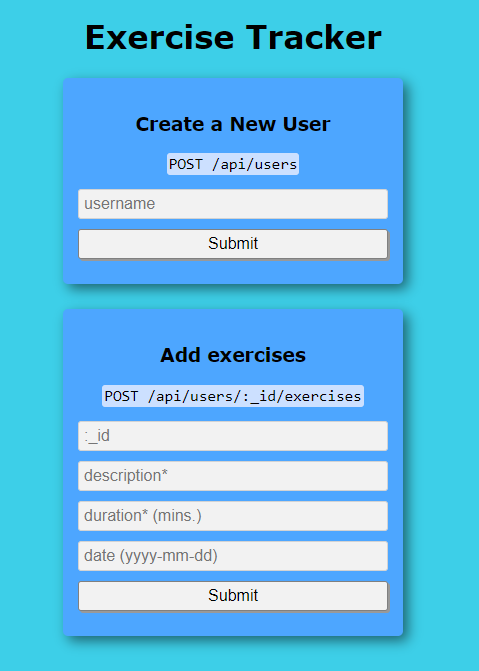 Exercise Tracker
Create a New User
POST /api/users
username
Submit
Add exercises
POST /api/users/:_id/exercises
:_id
description*
duration* (mins.)
date (yyyy-mm-dd)
Submit